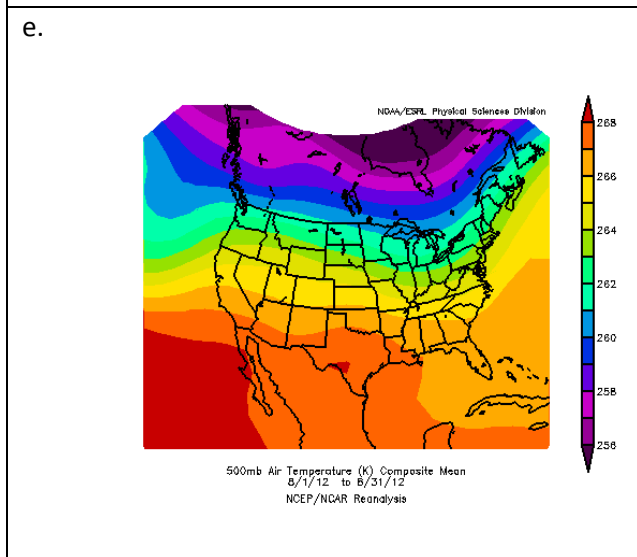 e.
NOAA/ESRL Physical Sciences Division
268
266
264
262
260
258
256
500mb Air Temperature (K) Composite Mean
8/1/12 to 8/31/12
NCEP/NCAR Reanalysis